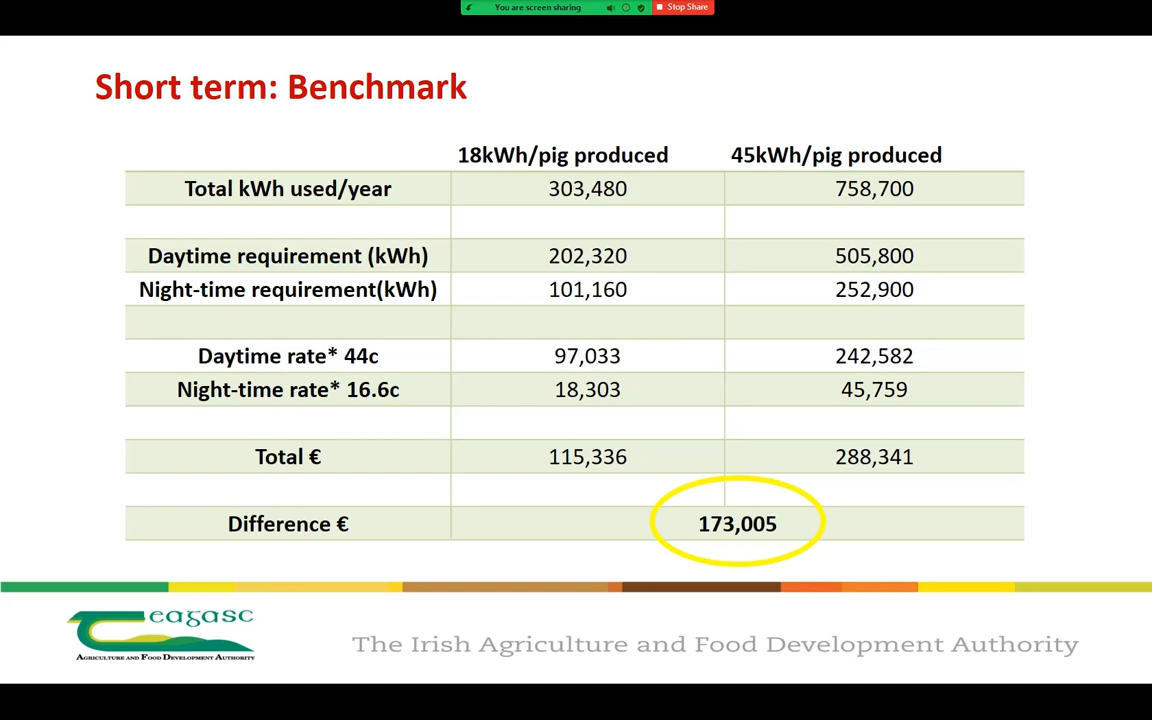 You are screen sharing Stop Share
Short term: Benchmark
18kWh/pig produced 45kWh/pig produced
Total kWh used/year 303,480 758,700
Daytime requirement (kWh) 202,320 505,800
Night-time requirement(kWh) 101,160 252,900
Daytime rate* 44c 97,033 242,582
Night-time rate* 16.6c 18,303 45,759
Total € 115,336 288,341
Difference € 173,005
teagasc
AGRICULTURE AND FOOD DEVELOPMENT AUTHORITY
The Irish Agriculture and Food Development Authority